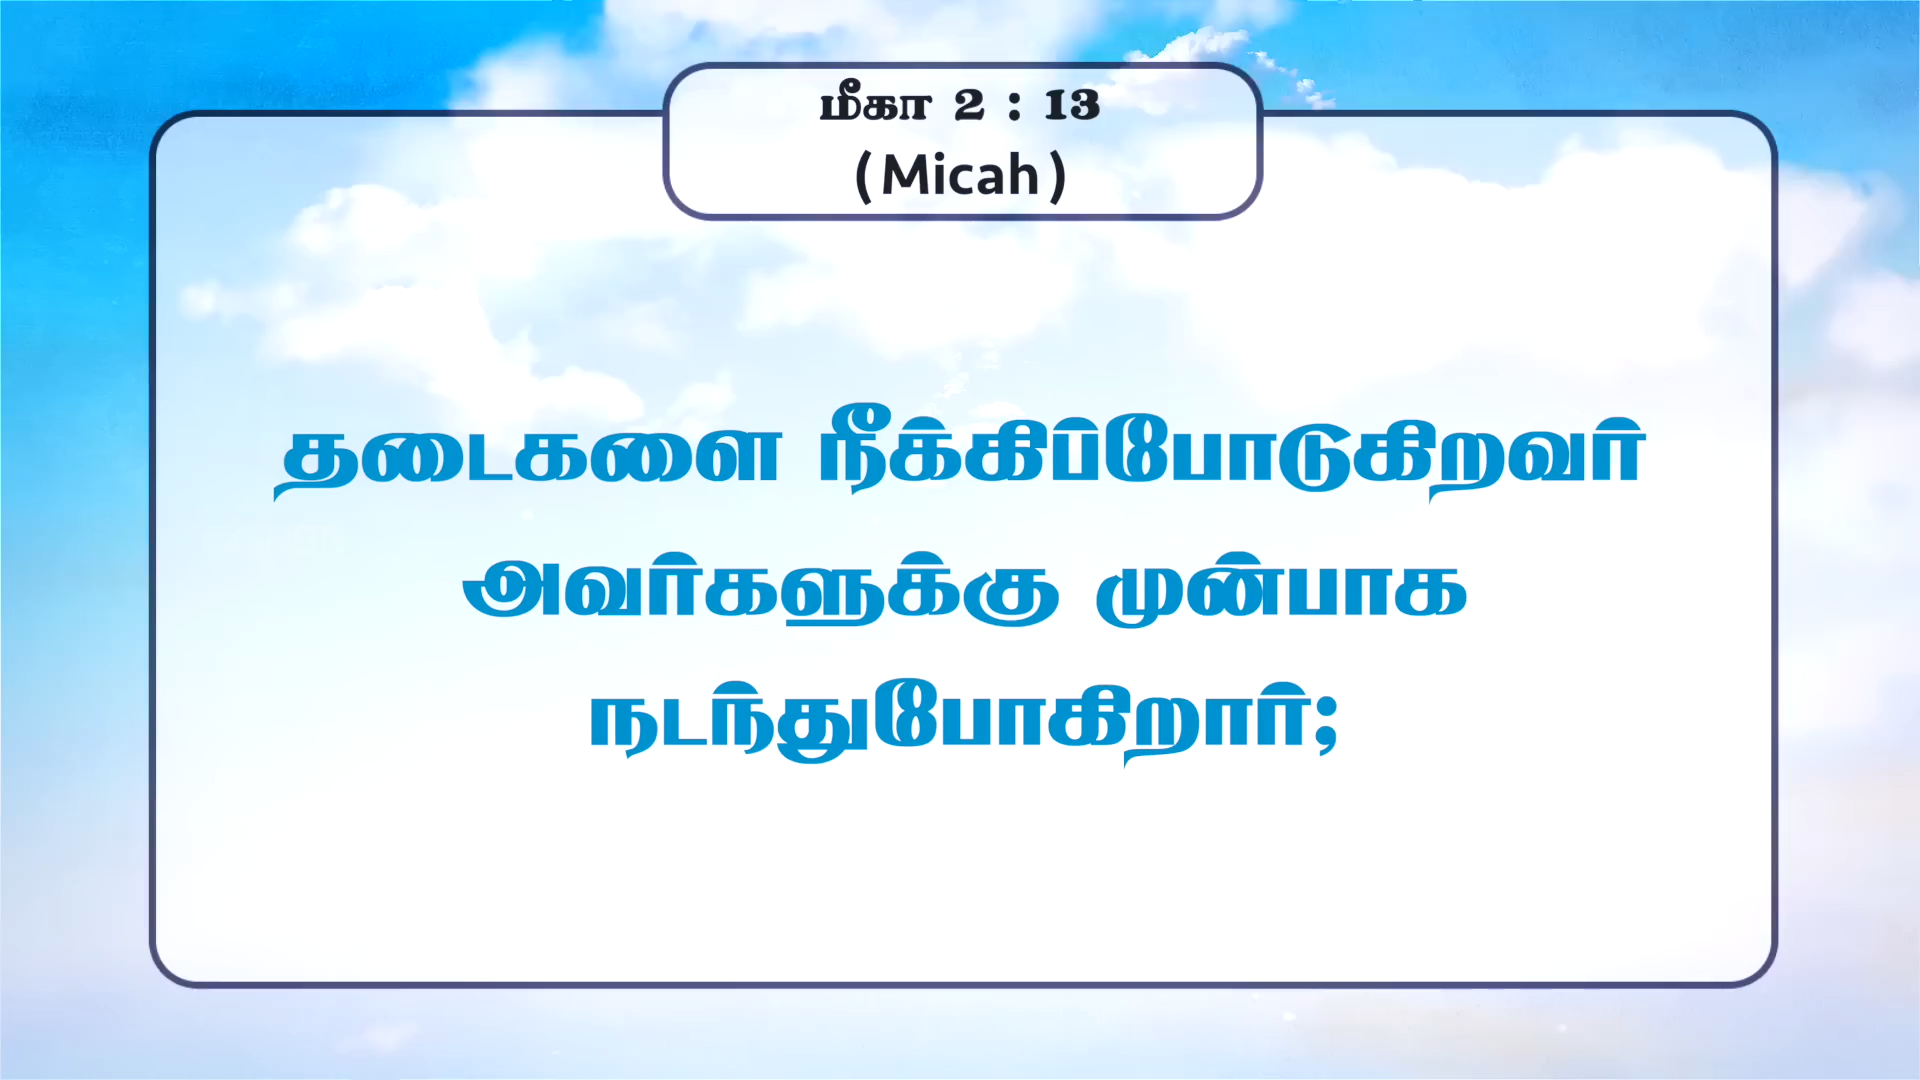 மீகா 2 : 13
(Micah)
தடைகளை நீக்கிப்போடுகிறவர்
அவர்களுக்கு முன்பாக
நடந்துபோகிறார்;